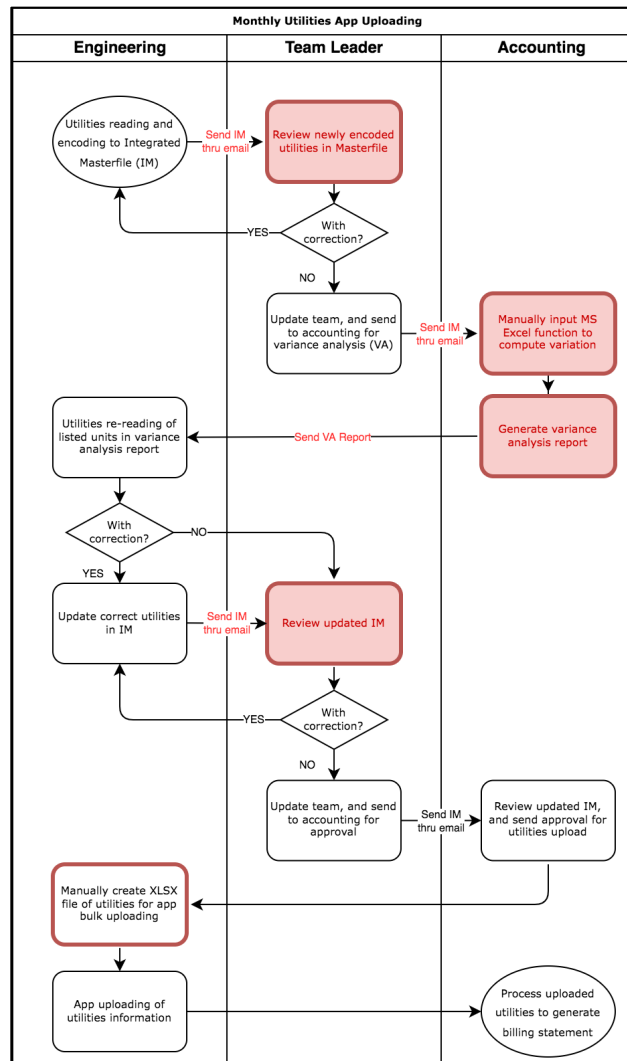 Monthly Utilities App Uploading
Engineering
Team Leader
Accounting
Utilities reading and
encoding to Integrated
Masterfile (IM)
Send IM
thru email
Review newly encoded
utilities in Masterfile
YES
With
correction?
NO
Update team, and send
to accounting for
variance analysis (VA)
Send IM
thru email
Manually input MS
Excel function to
compute variation
Utilities re-reading of
listed units in variance
analysis report
Send VA Report
Generate variance
analysis report
With
correction?
NO
YES
Update correct utilities
in IM
Send IM
thru email
Review updated IM
YES
With
correction?
NO
Update team, and send
to accounting for
approval
Send IM
thru email
Review updated IM,
and send approval for
utilities upload
Manually create XLSX
file of utilities for app
bulk uploading
App uploading of
utilities information
Process uploaded
utilities to generate
billing statement